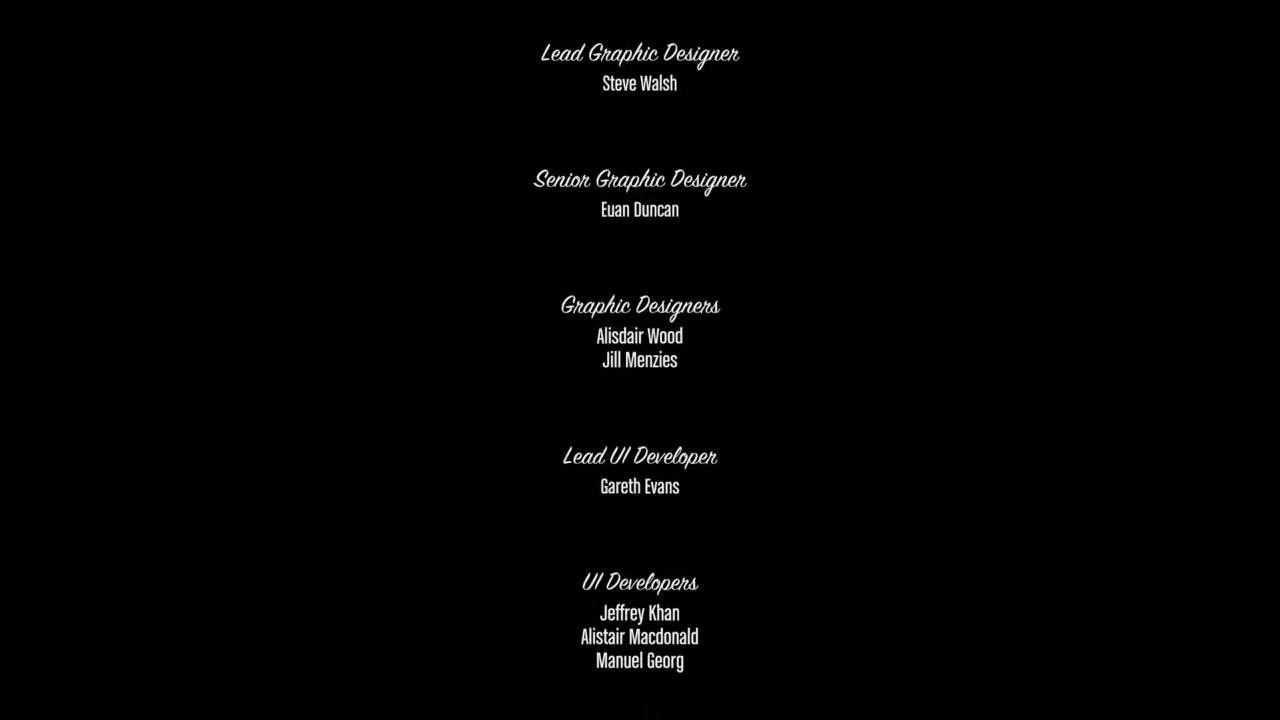 Lead Graphic Designer
Steve Walsh
Senior Graphic Designer
Euan Duncan
Graphic Designers
Alisdair Wood
Jill Menzies
Lead UI Developer
Gareth Evans
UI Developers
Jeffrey Khan
Alistair Macdonald
Manuel Georg